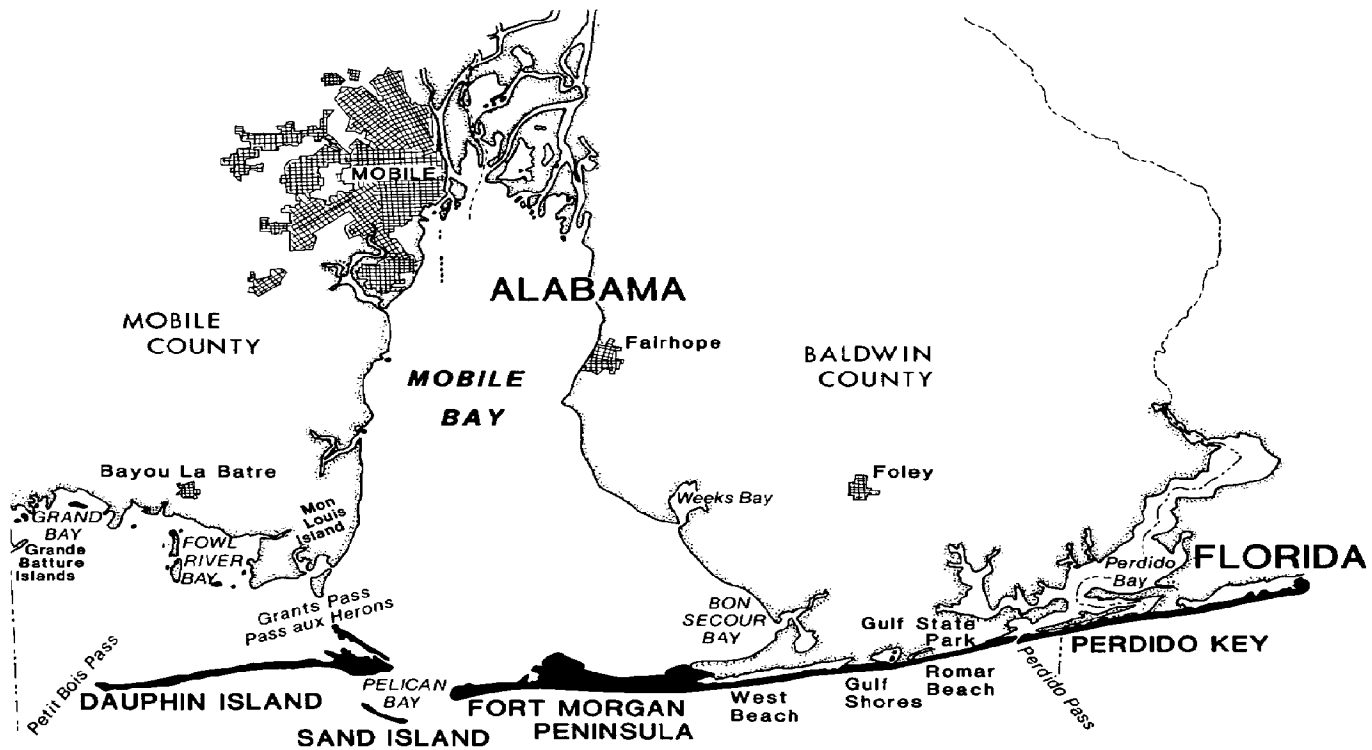 MOBILE
ALABAMA
MOBILE
COUNTY
Fairhope
BALDWIN
COUNTY
MOBILE
BAY
Bayou La Batre
Foley
Weeks Bay
GRAND
BAY
Grande
Batture
Islands
FOWL
RIVER
BAY
Mon
Louis
Island
FLORIDA
Perdido
Bay
Grants Pass
Pass aux Herons
BON
SECOUR
BAY
Gulf State
Park
PERDIDO KEY
Petit Bois Pass
DAUPHIN ISLAND
PELICAN
BAY
SAND ISLAND
FORT MORGAN
PENINSULA
West
Beach
Gulf
Shores
Romar
Beach
Perdido Pass